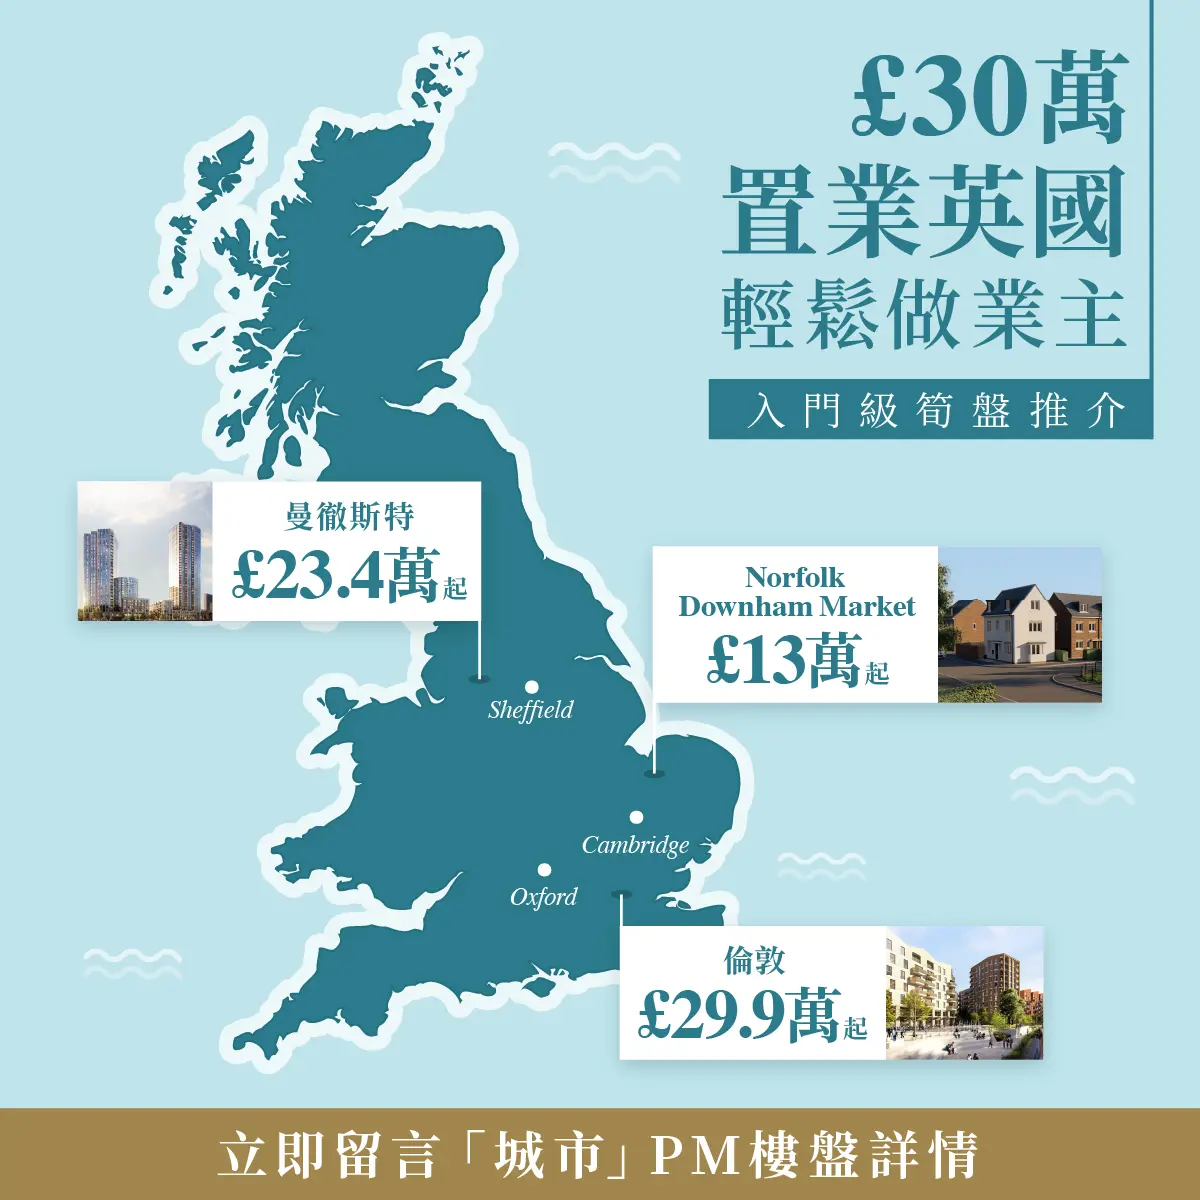 £30萬
置業英國
輕鬆做業主
入門級筍盤推介
曼徹斯特
£23.4萬起
Norfolk
Downham Market
£13萬起
Sheffield
Cambridge
Oxford
倫敦
£29.9萬起
立即留言「城市」PM樓盤詳情